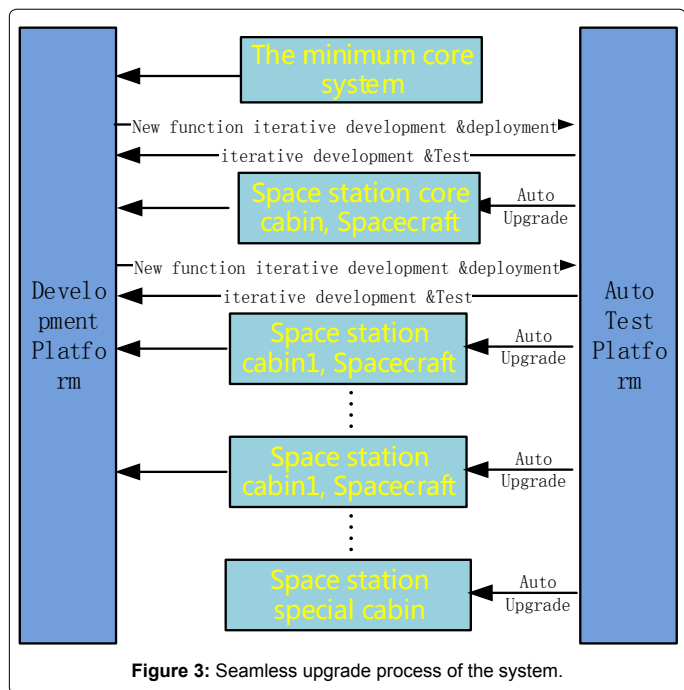 The minimum core
system
New function iterative development &deployment
iterative development &Test
Space station core
cabin, Spacecraft
Auto
Upgrade
New function iterative development &deployment
iterative development &Test
Develo
pment
Platfo
rm
Auto
Test
Platfo
rm
Space station
cabin1, Spacecraft
Auto
Upgrade
Space station
cabin1, Spacecraft
Auto
Upgrade
Space station
special cabin
Auto
Upgrade
Figure 3: Seamless upgrade process of the system.